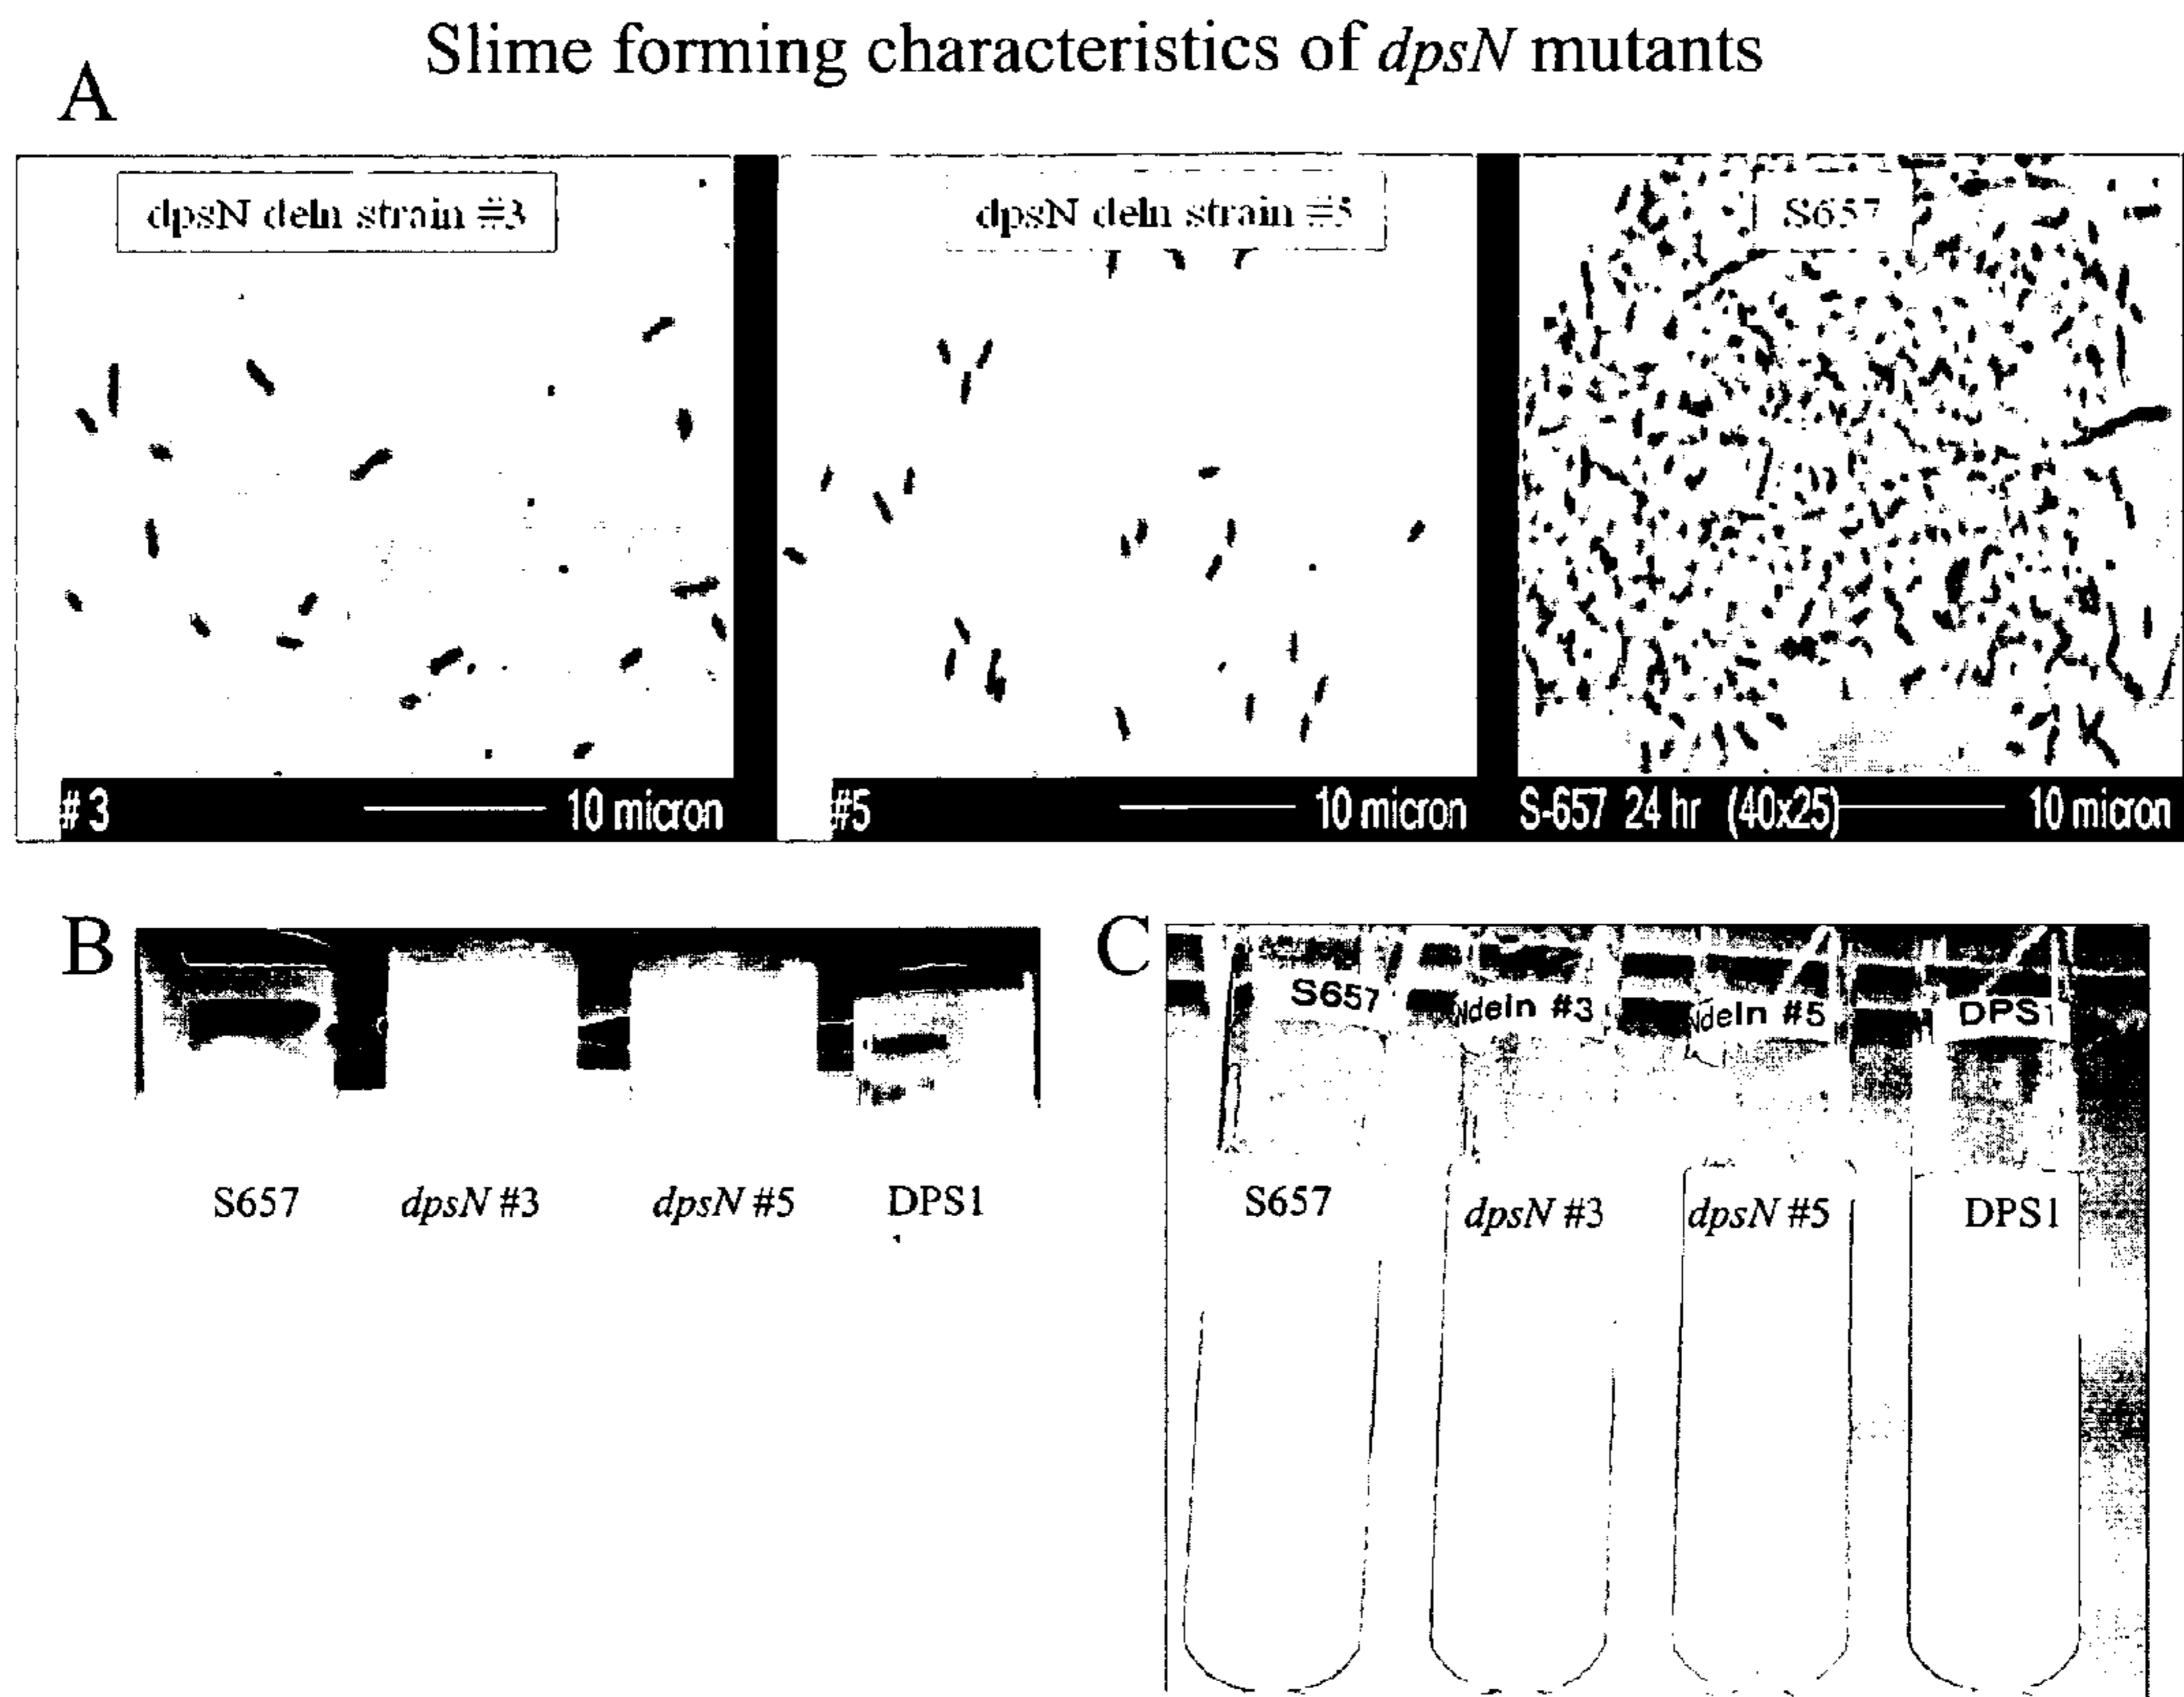 Slime forming characteristics of dpsN mutants
A
dpsN deln strain #3
dpsN deln strain #5
S657
#3 10 micron
#5 10 micron
S-657 24 hr (40x25) 10 micron
B
S657 dpsN #3 dpsN #5 DPS1
C
S657 Ndeln #3 Ndeln #5 DPS1
S657 dpsN #3 dpsN #5 DPS1